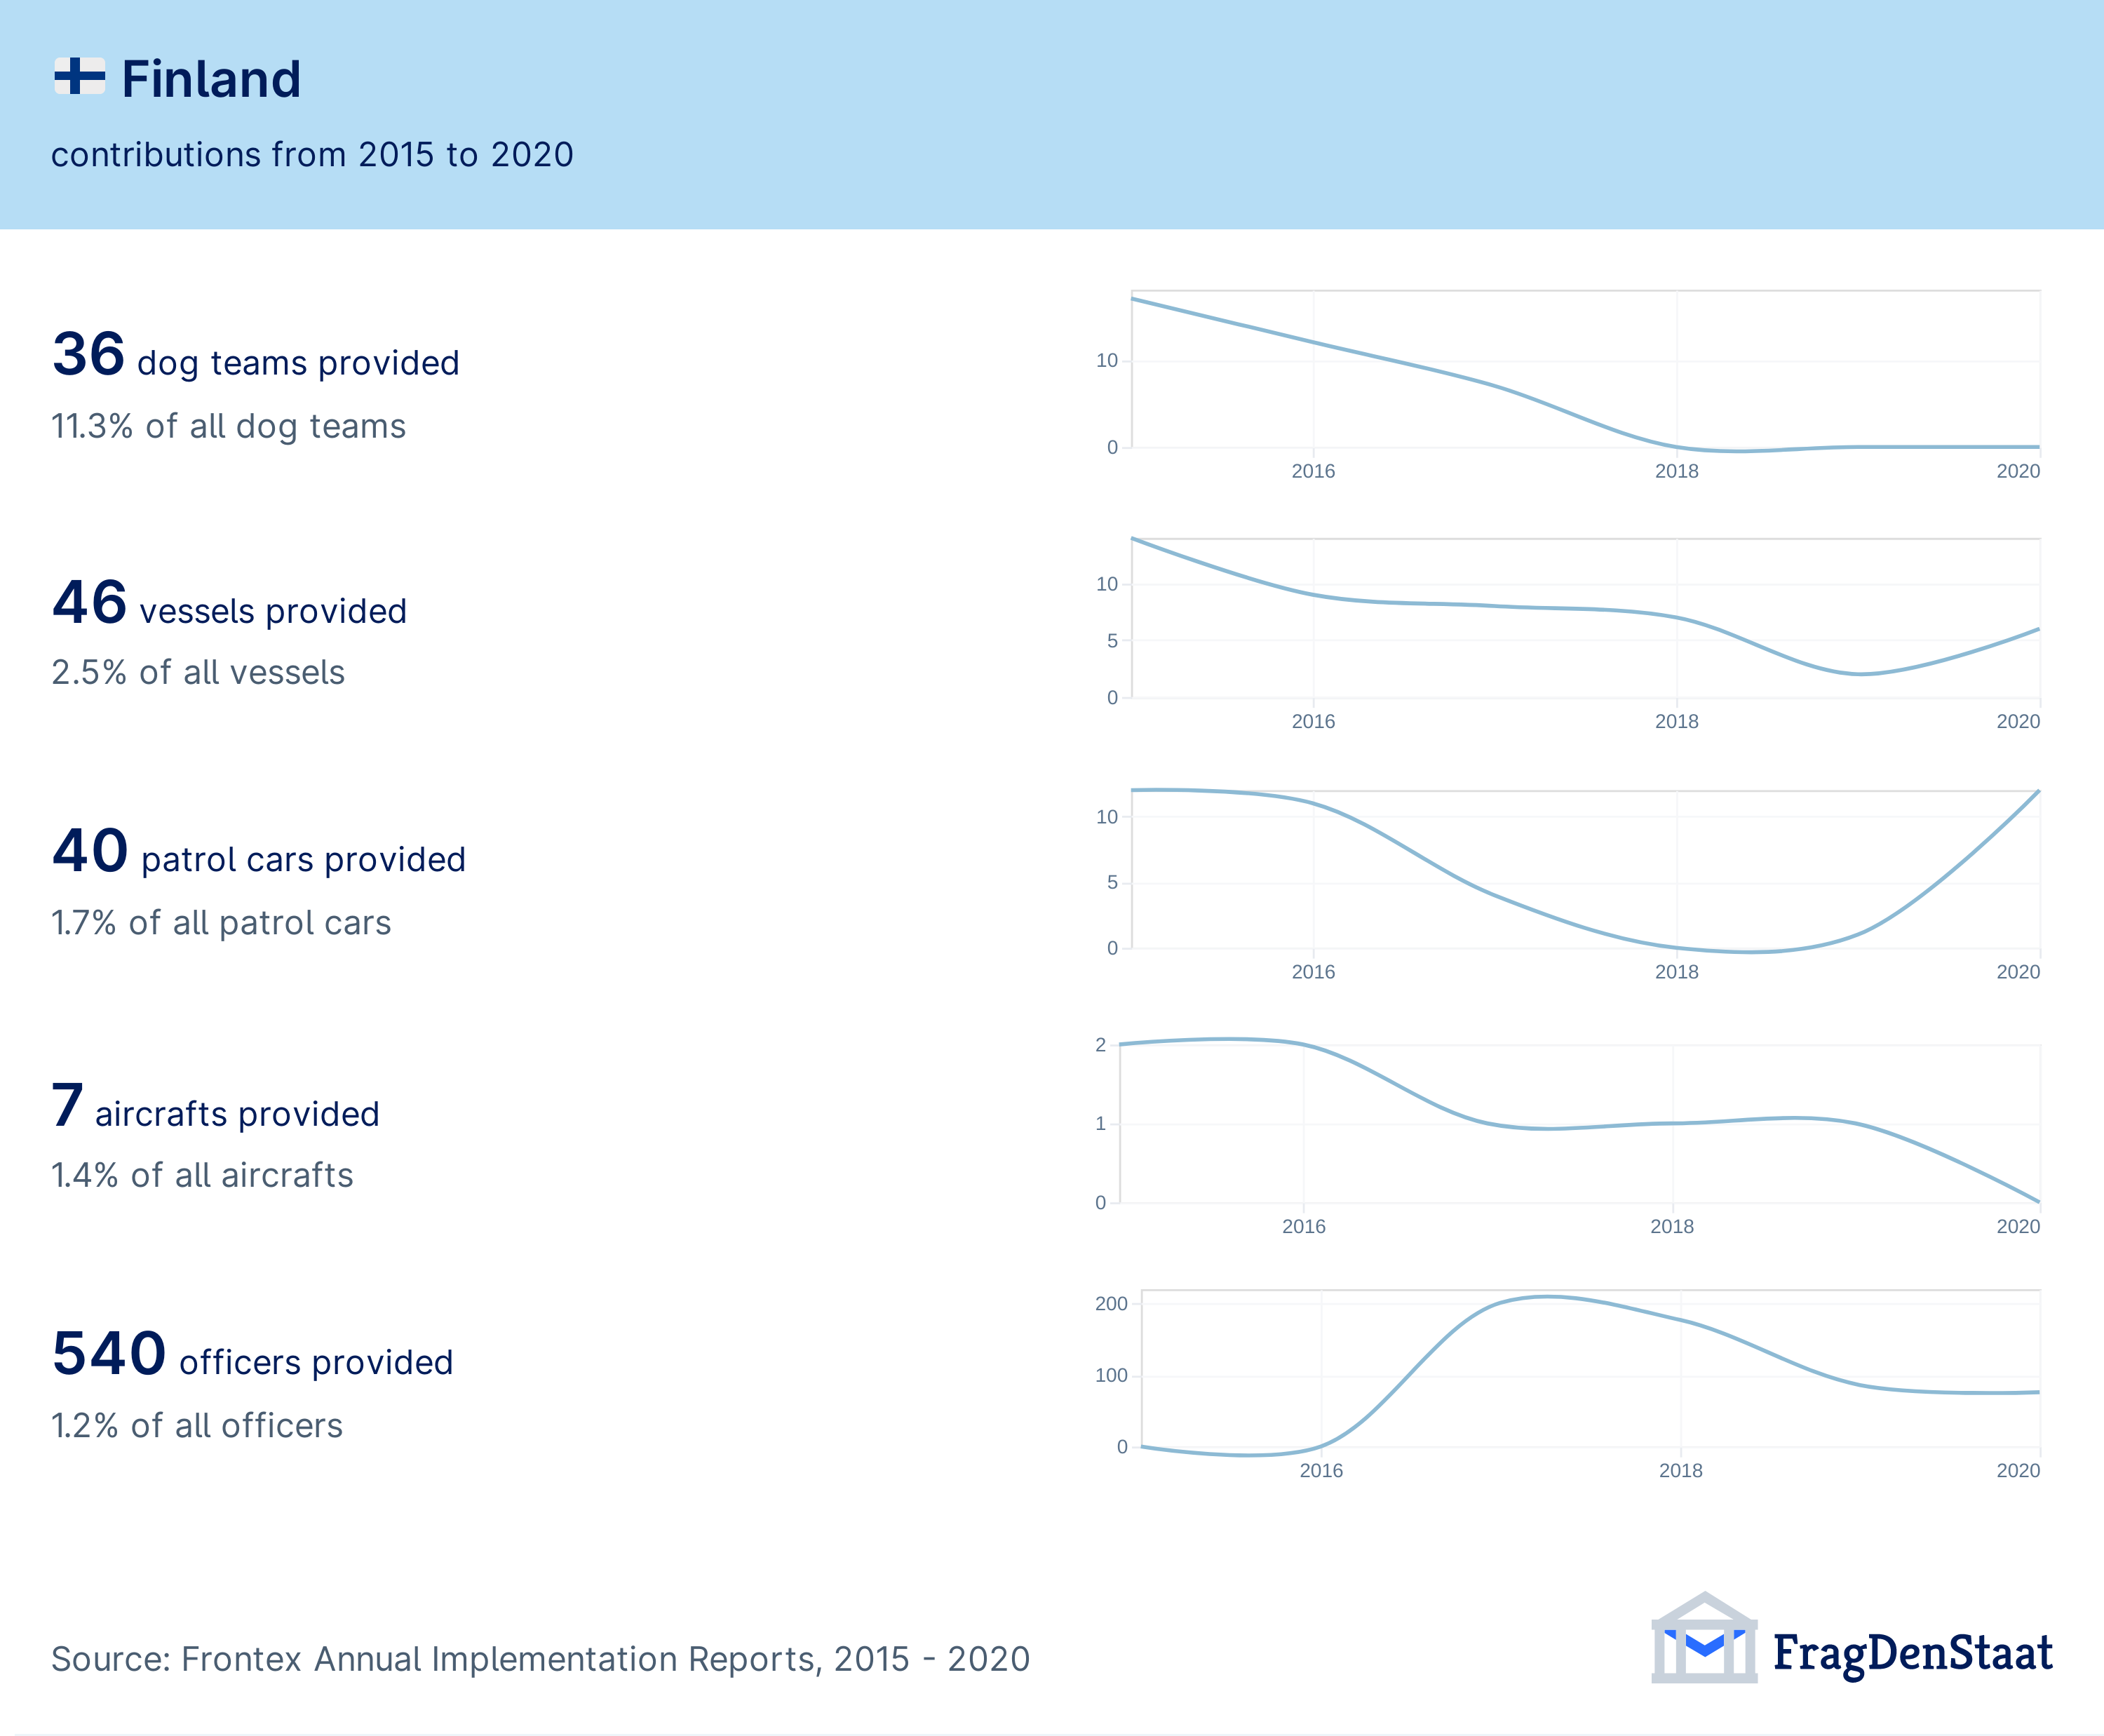 Finland
contributions from 2015 to 2020
36 dog teams provided
11.3% of all dog teams
10
0
2016 2018 2020
46 vessels provided
2.5% of all vessels
10
5
0
2016 2018 2020
40 patrol cars provided
1.7% of all patrol cars
10
5
0
2016 2018 2020
7 aircrafts provided
1.4% of all aircrafts
2
1
0
2016 2018 2020
540 officers provided
1.2% of all officers
200
100
0
2016 2018 2020
Source: Frontex Annual Implementation Reports, 2015 - 2020
FragDenStaat